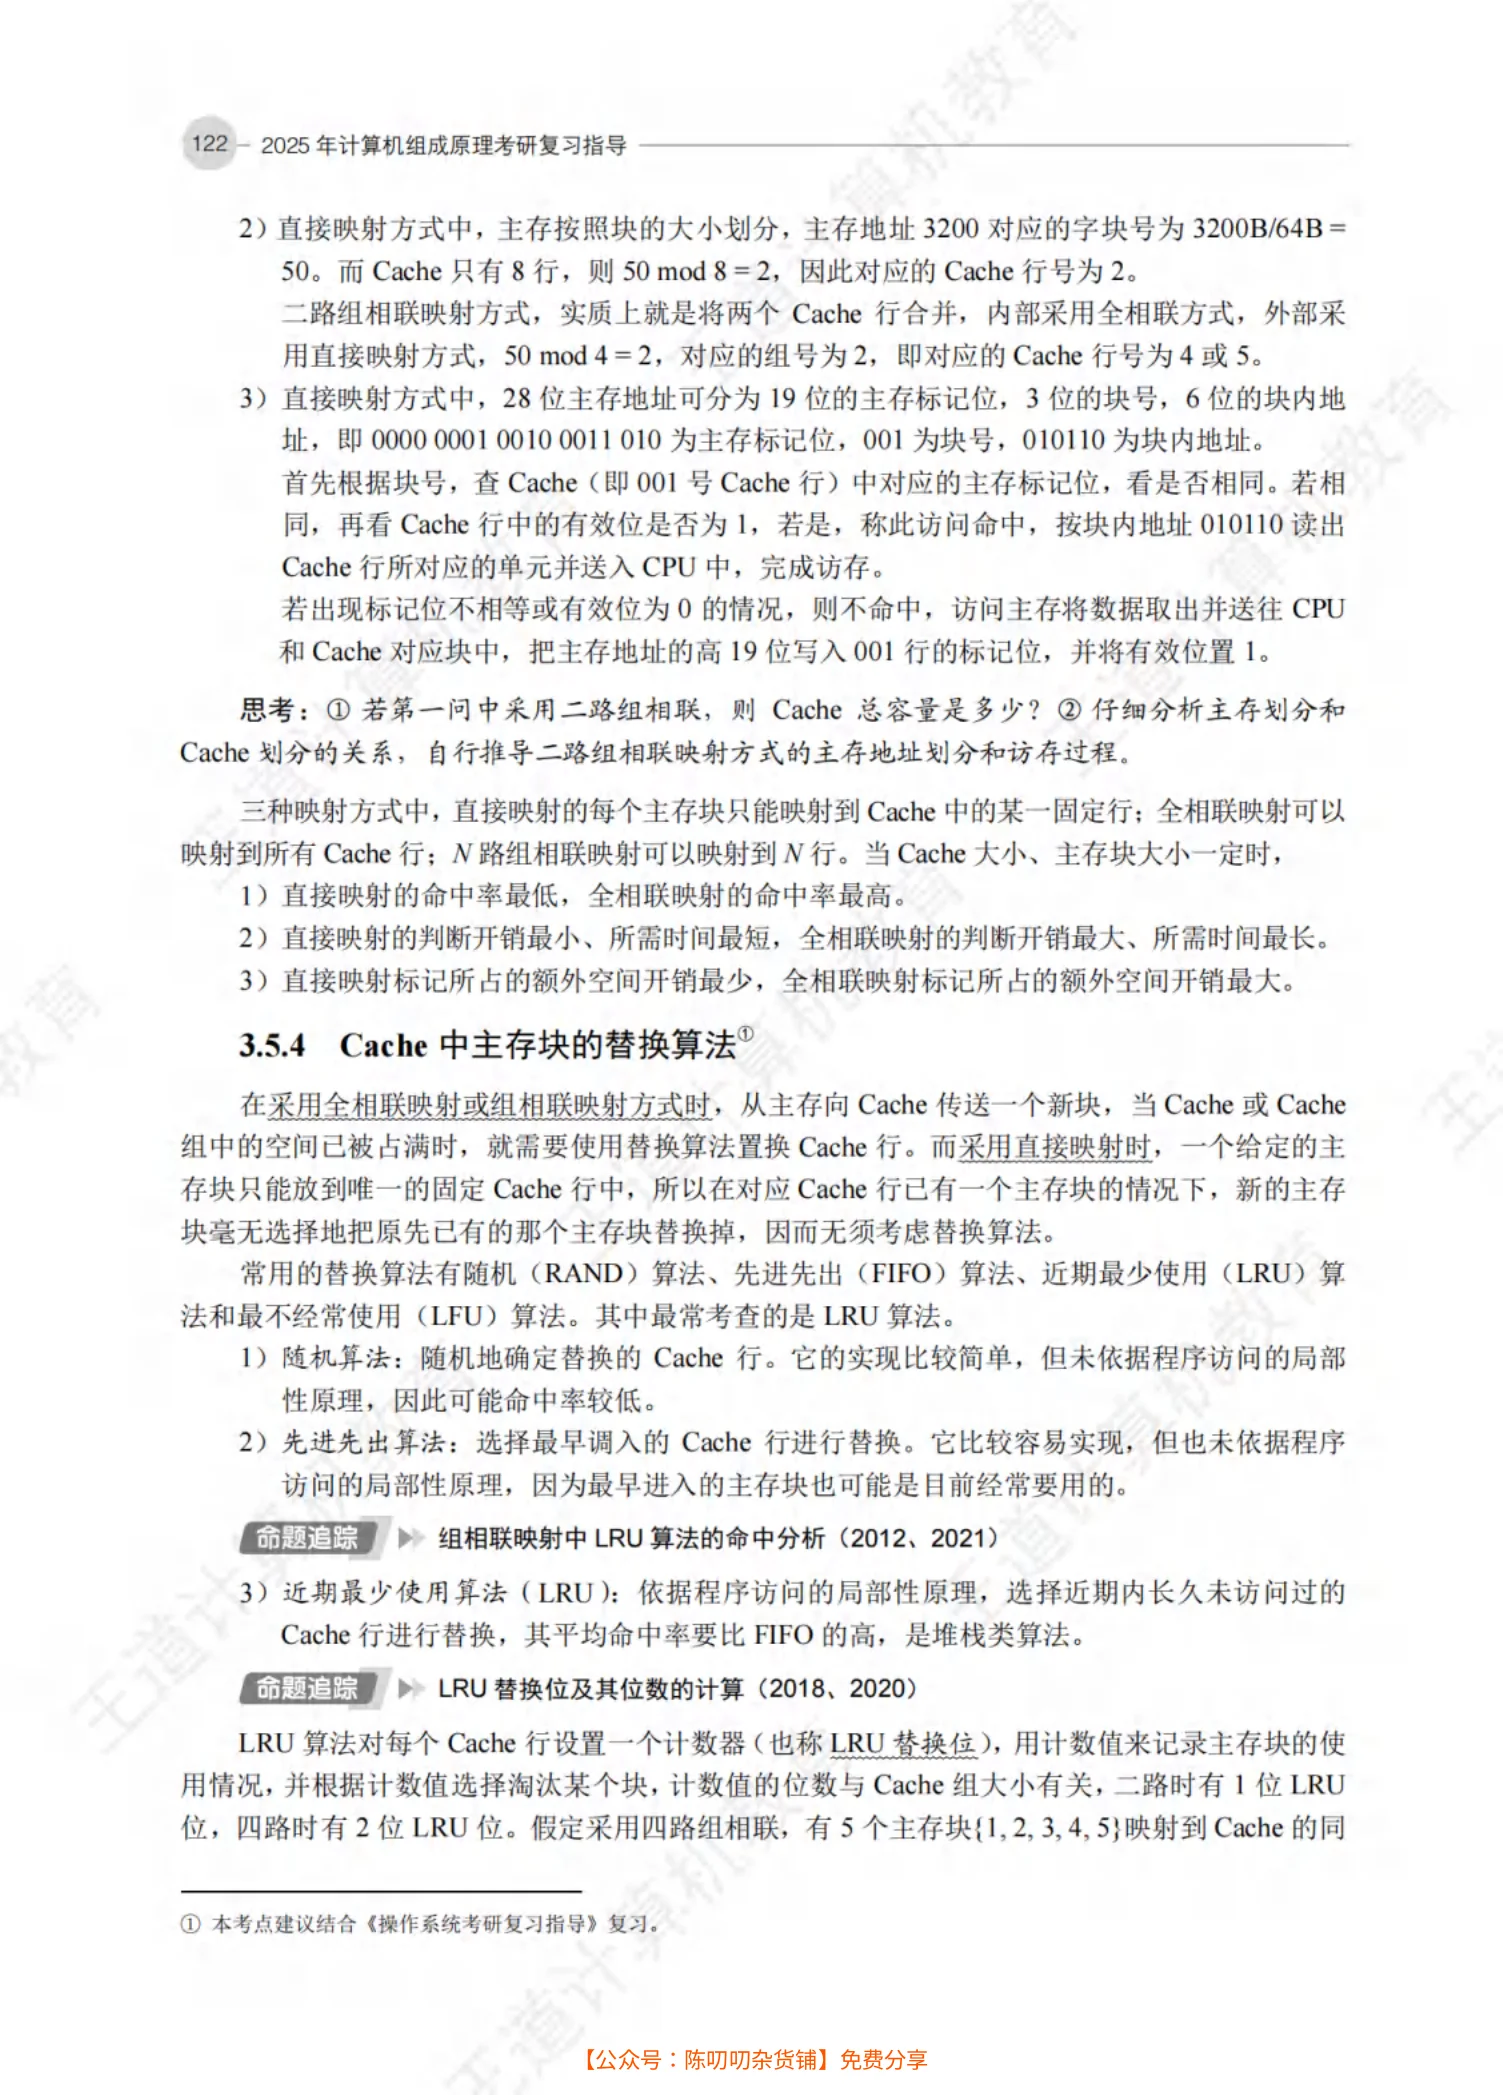 122 2025 年计算机组成原理考研复习指导
2）直接映射方式中，主存按照块的大小划分，主存地址 3200 对应的字块号为 3200B/64B =
50。而 Cache 只有 8 行，则 50 mod 8 = 2，因此对应的 Cache 行号为 2。
二路组相联映射方式，实质上就是将两个 Cache 行合并，内部采用全相联方式，外部采
用直接映射方式，50 mod 4 = 2，对应的组号为 2，即对应的 Cache 行号为 4 或 5。
3）直接映射方式中，28 位主存地址可分为 19 位的主存标记位，3 位的块号，6 位的块内地
址，即 0000 0001 0010 0011 010 为主存标记位，001 为块号，010110 为块内地址。
首先根据块号，查 Cache（即 001 号 Cache 行）中对应的主存标记位，看是否相同。若相
同，再看 Cache 行中的有效位是否为 1，若是，称此访问命中，按块内地址 010110 读出
Cache 行所对应的单元并送入 CPU 中，完成访存。
若出现标记位不相等或有效位为 0 的情况，则不命中，访问主存将数据取出并送往 CPU
和 Cache 对应块中，把主存地址的高 19 位写入 001 行的标记位，并将有效位置 1。
思考：① 若第一问中采用二路组相联，则 Cache 总容量是多少？② 仔细分析主存划分和
Cache 划分的关系，自行推导二路组相联映射方式的主存地址划分和访存过程。
三种映射方式中，直接映射的每个主存块只能映射到 Cache 中的某一固定行；全相联映射可以
映射到所有 Cache 行；N 路组相联映射可以映射到 N 行。当 Cache 大小、主存块大小一定时，
1）直接映射的命中率最低，全相联映射的命中率最高。
2）直接映射的判断开销最小、所需时间最短，全相联映射的判断开销最大、所需时间最长。
3）直接映射标记所占的额外空间开销最少，全相联映射标记所占的额外空间开销最大。
3.5.4 Cache 中主存块的替换算法①
在采用全相联映射或组相联映射方式时，从主存向 Cache 传送一个新块，当 Cache 或 Cache
组中的空间已被占满时，就需要使用替换算法置换 Cache 行。而采用直接映射时，一个给定的主
存块只能放到唯一的固定 Cache 行中，所以在对应 Cache 行已有一个主存块的情况下，新的主存
块毫无选择地把原先已有的那个主存块替换掉，因而无须考虑替换算法。
常用的替换算法有随机（RAND）算法、先进先出（FIFO）算法、近期最少使用（LRU）算
法和最不经常使用（LFU）算法。其中最常考查的是 LRU 算法。
1）随机算法：随机地确定替换的 Cache 行。它的实现比较简单，但未依据程序访问的局部
性原理，因此可能命中率较低。
2）先进先出算法：选择最早调入的 Cache 行进行替换。它比较容易实现，但也未依据程序
访问的局部性原理，因为最早进入的主存块也可能是目前经常要用的。
命题追踪 组相联映射中 LRU 算法的命中分析（2012、2021）
3）近期最少使用算法（LRU）：依据程序访问的局部性原理，选择近期内长久未访问过的
Cache 行进行替换，其平均命中率要比 FIFO 的高，是堆栈类算法。
命题追踪 LRU 替换位及其位数的计算（2018、2020）
LRU 算法对每个 Cache 行设置一个计数器（也称 LRU 替换位），用计数值来记录主存块的使
用情况，并根据计数值选择淘汰某个块，计数值的位数与 Cache 组大小有关，二路时有 1 位 LRU
位，四路时有 2 位 LRU 位。假定采用四路组相联，有 5 个主存块{1, 2, 3, 4, 5}映射到 Cache 的同
① 本考点建议结合《操作系统考研复习指导》复习。
【公众号：陈叨叨杂货铺】免费分享
王道计算机教育